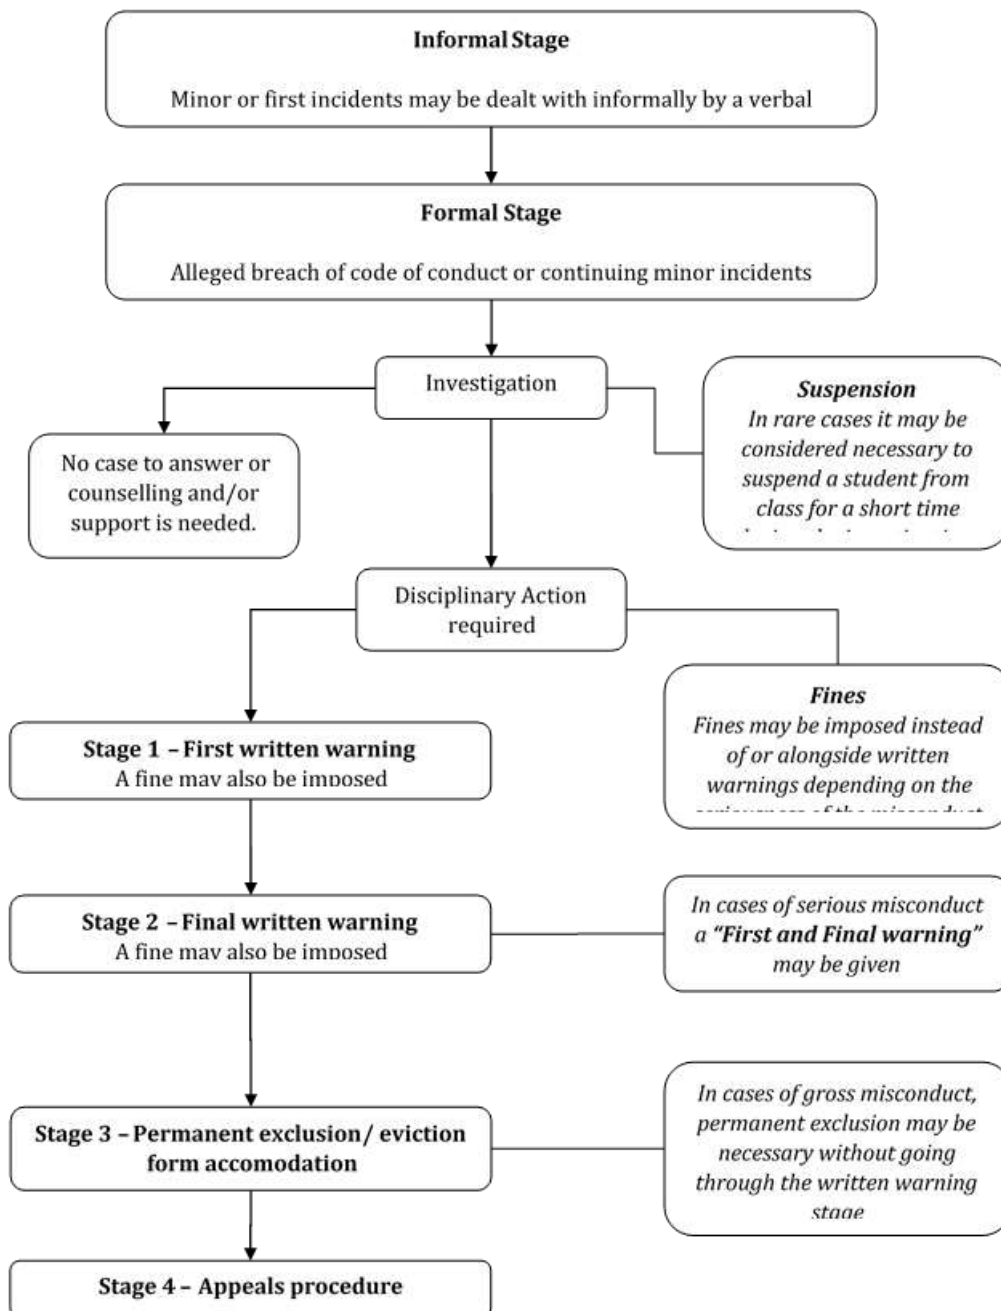 Informal Stage
Minor or first incidents may be dealt with informally by a verbal
Formal Stage
Alleged breach of code of conduct or continuing minor incidents
Investigation
Suspension
In rare cases it may be
considered necessary to
suspend a student from
class for a short time
No case to answer or
counselling and/or
support is needed.
Disciplinary Action
required
Fines
Fines may be imposed instead
of or alongside written
warnings depending on the
seriousness of the misconduct
Stage 1 – First written warning
A fine may also be imposed
Stage 2 – Final written warning
A fine may also be imposed
In cases of serious misconduct
a “First and Final warning”
may be given
Stage 3 – Permanent exclusion/ eviction
form accomodation
In cases of gross misconduct,
permanent exclusion may be
necessary without going
through the written warning
stage
Stage 4 – Appeals procedure